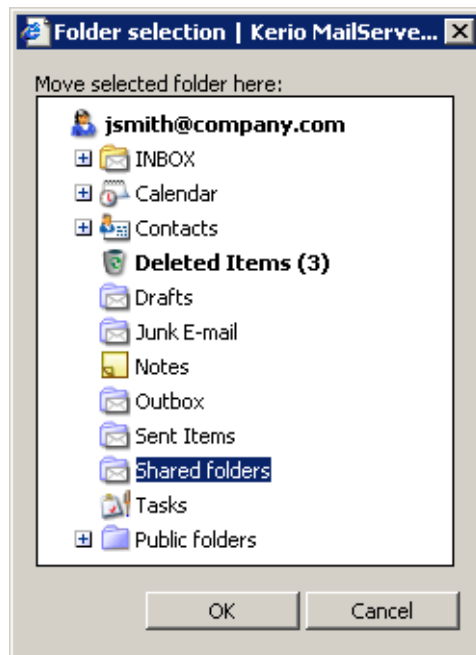 Folder selection | Kerio MailServe...
Move selected folder here:
jsmith@company.com
INBOX
Calendar
Contacts
Deleted Items (3)
Drafts
Junk E-mail
Notes
Outbox
Sent Items
Shared folders
Tasks
Public folders
OK
Cancel